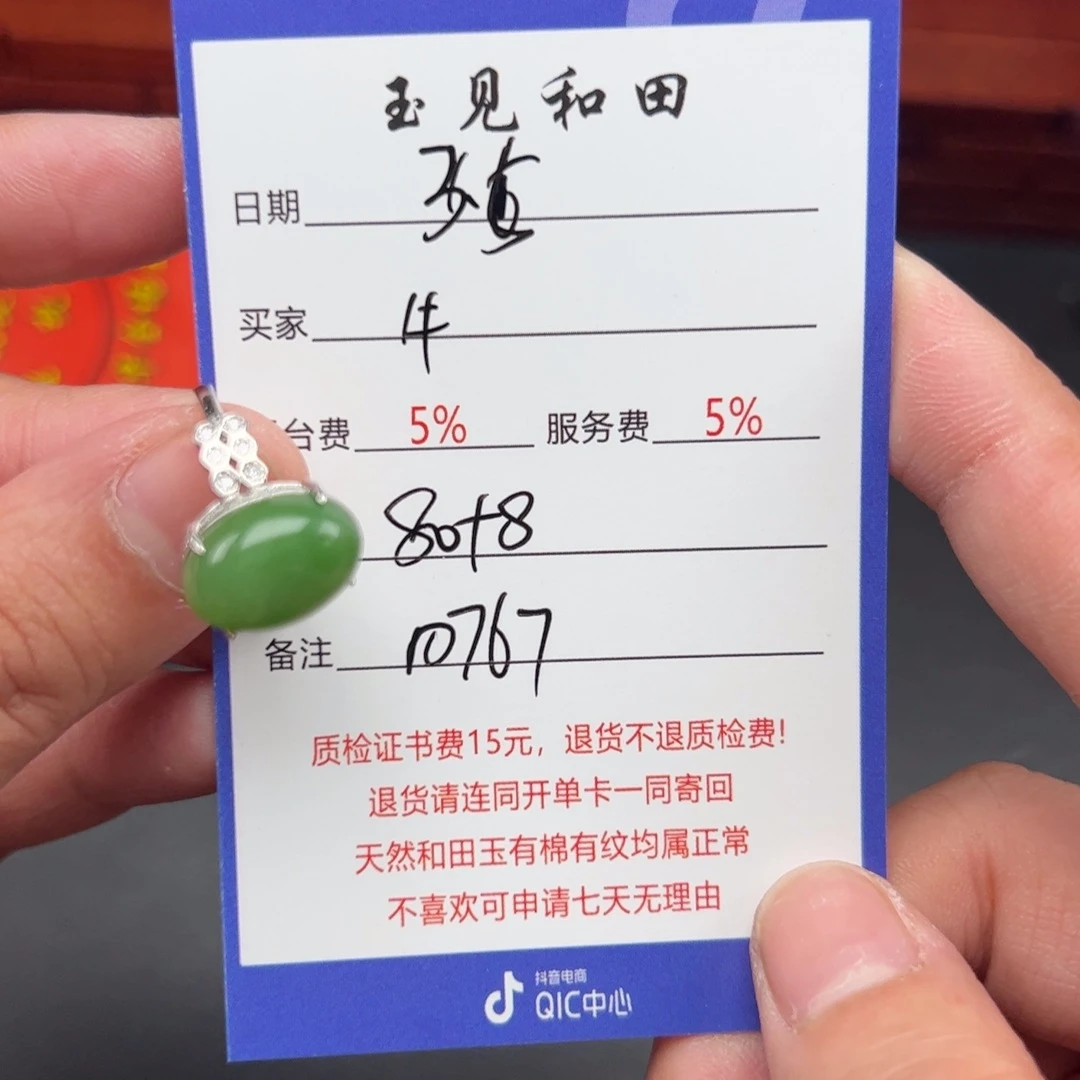 玉见和田
日期
买家 牛
台费 5% 服务费 5%
80+8
备注 10767
质检证书费15元，退货不退质检费!
退货请连同开单卡一同寄回
天然和田玉有棉有纹均属正常
不喜欢可申请七天无理由
抖音电商
QIC中心